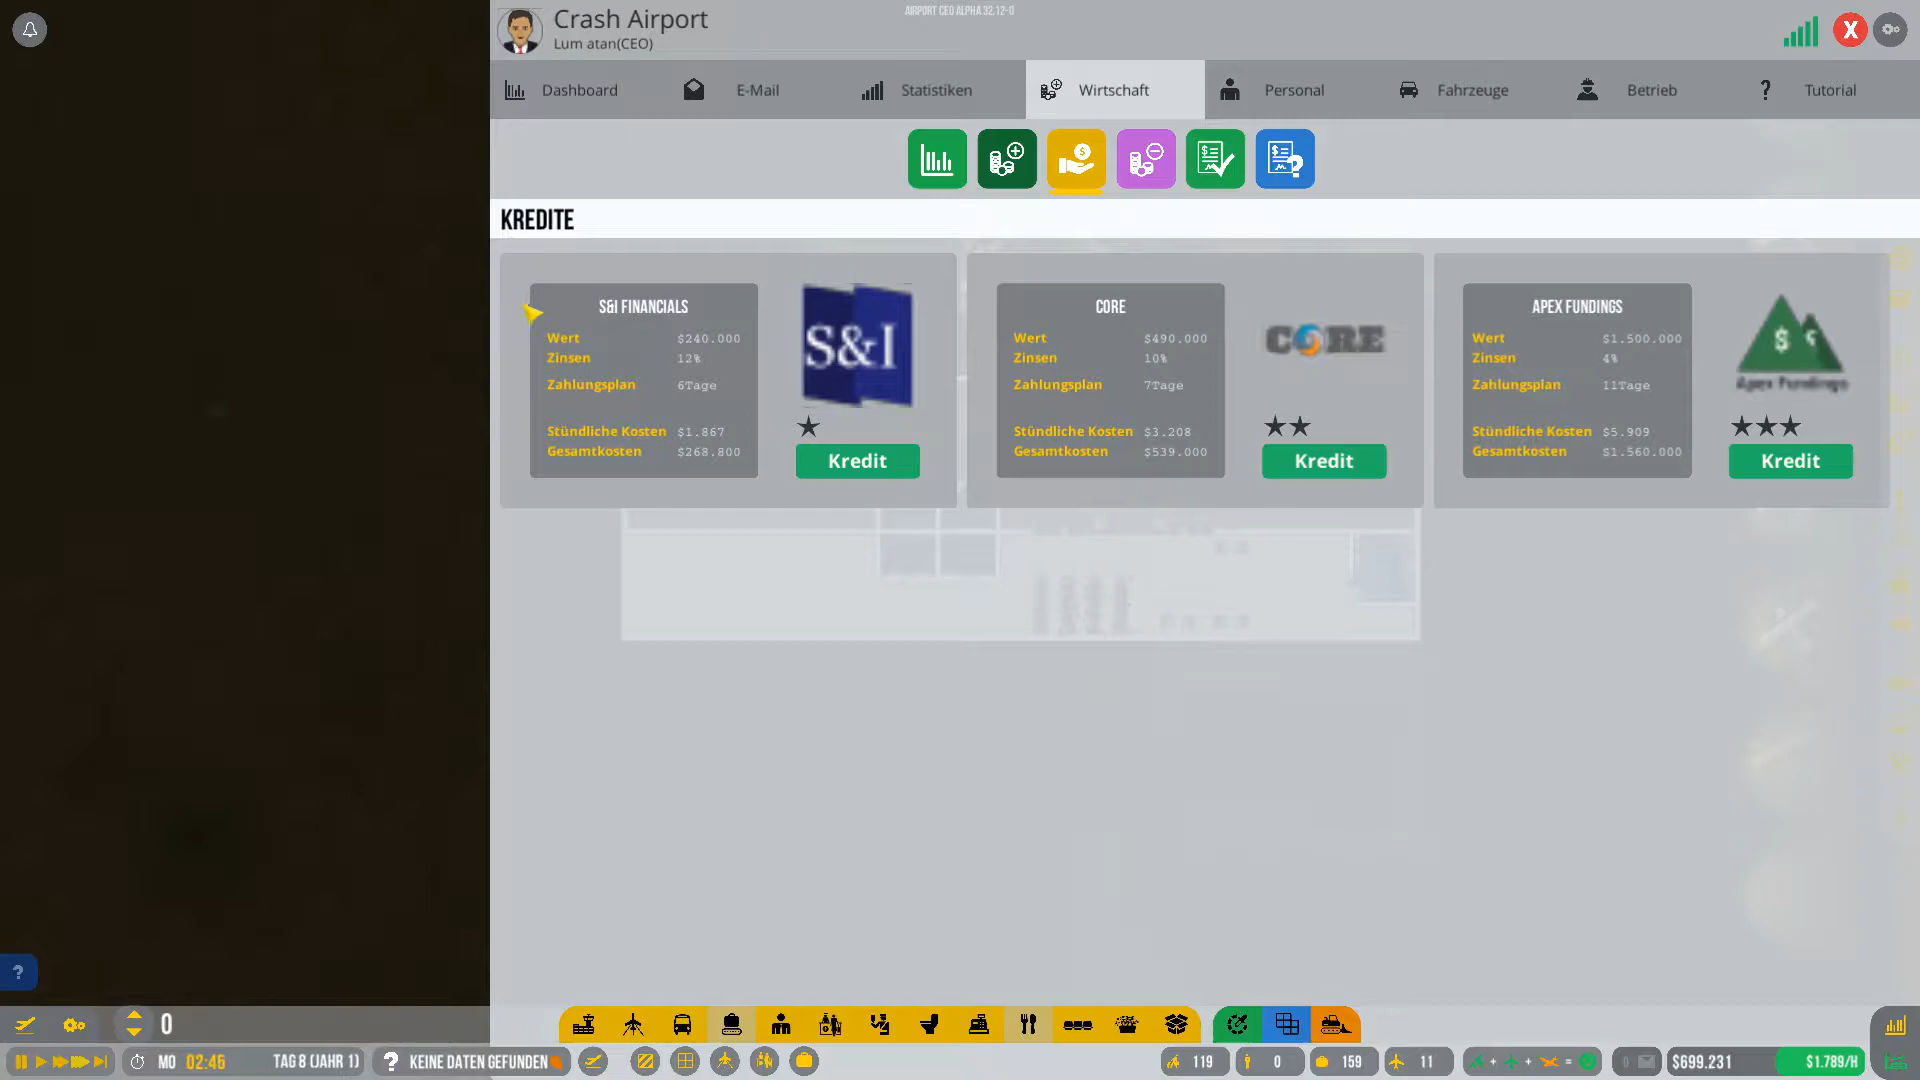 AIRPORT CEO ALPHA 32.12-0
Crash Airport
Lum atan(CEO)
X
Dashboard
E-Mail
Statistiken
Wirtschaft
Personal
Fahrzeuge
Betrieb
? Tutorial
KREDITE
S&I FINANCIALS
Wert $240.000
Zinsen 12%
Zahlungsplan 6Tage
Stündliche Kosten $1.867
Gesamtkosten $268.800
S&I
Kredit
CORE
Wert $490.000
Zinsen 10%
Zahlungsplan 7Tage
Stündliche Kosten $3.208
Gesamtkosten $539.000
CORE
Kredit
APEX FUNDINGS
Wert $1.500.000
Zinsen 4%
Zahlungsplan 11Tage
Stündliche Kosten $5.909
Gesamtkosten $1.560.000
$
Apex Fundings
Kredit
?
0
MO 02:46 TAG 8 (JAHR 1)
? KEINE DATEN GEFUNDEN
119
0
159
11
+ + =
0
$699.231
$1.789/H